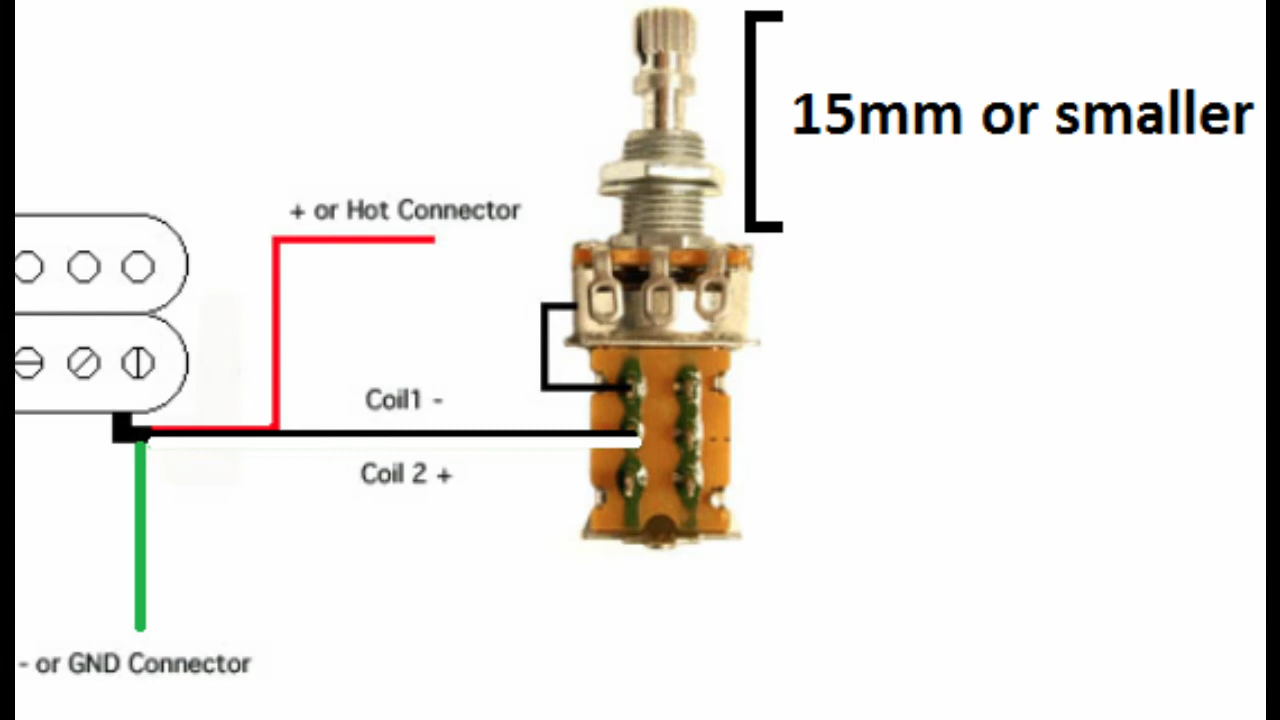 15mm or smaller
+ or Hot Connector
Coil1 -
Coil 2 +
- or GND Connector